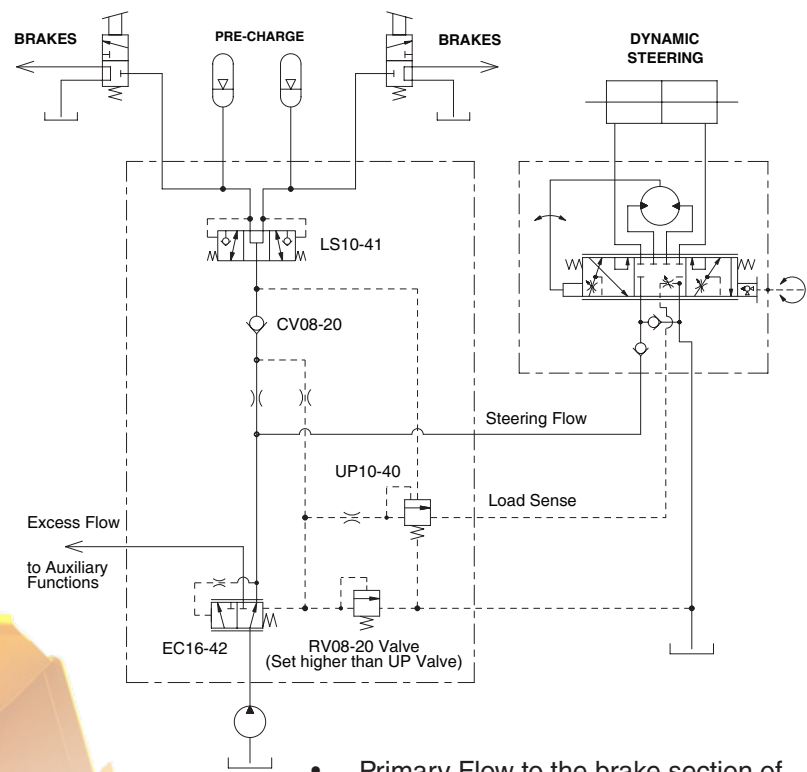 BRAKES
PRE-CHARGE
BRAKES
DYNAMIC
STEERING
LS10-41
CV08-20
Steering Flow
UP10-40
Load Sense
Excess Flow
to Auxiliary
Functions
EC16-42
RV08-20 Valve
(Set higher than UP Valve)
• Primary Flow to the brake section of